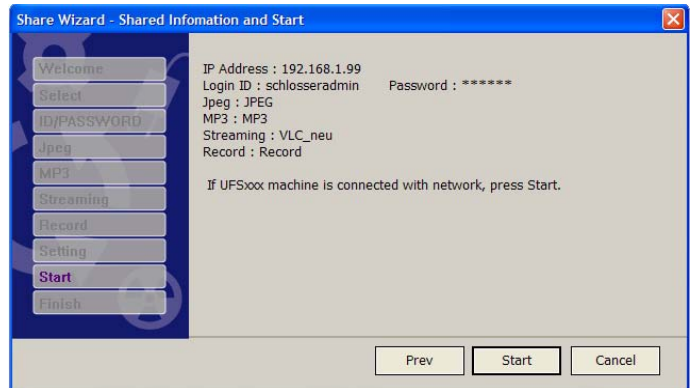 Share Wizard - Shared Infomation and Start
Welcome
Select
ID/PASSWORD
Jpeg
MP3
Streaming
Record
Setting
Start
Finish
IP Address : 192.168.1.99
Login ID : schlosseradmin Password : ******
Jpeg : JPEG
MP3 : MP3
Streaming : VLC_neu
Record : Record
If UFSxxx machine is connected with network, press Start.
Prev Start Cancel